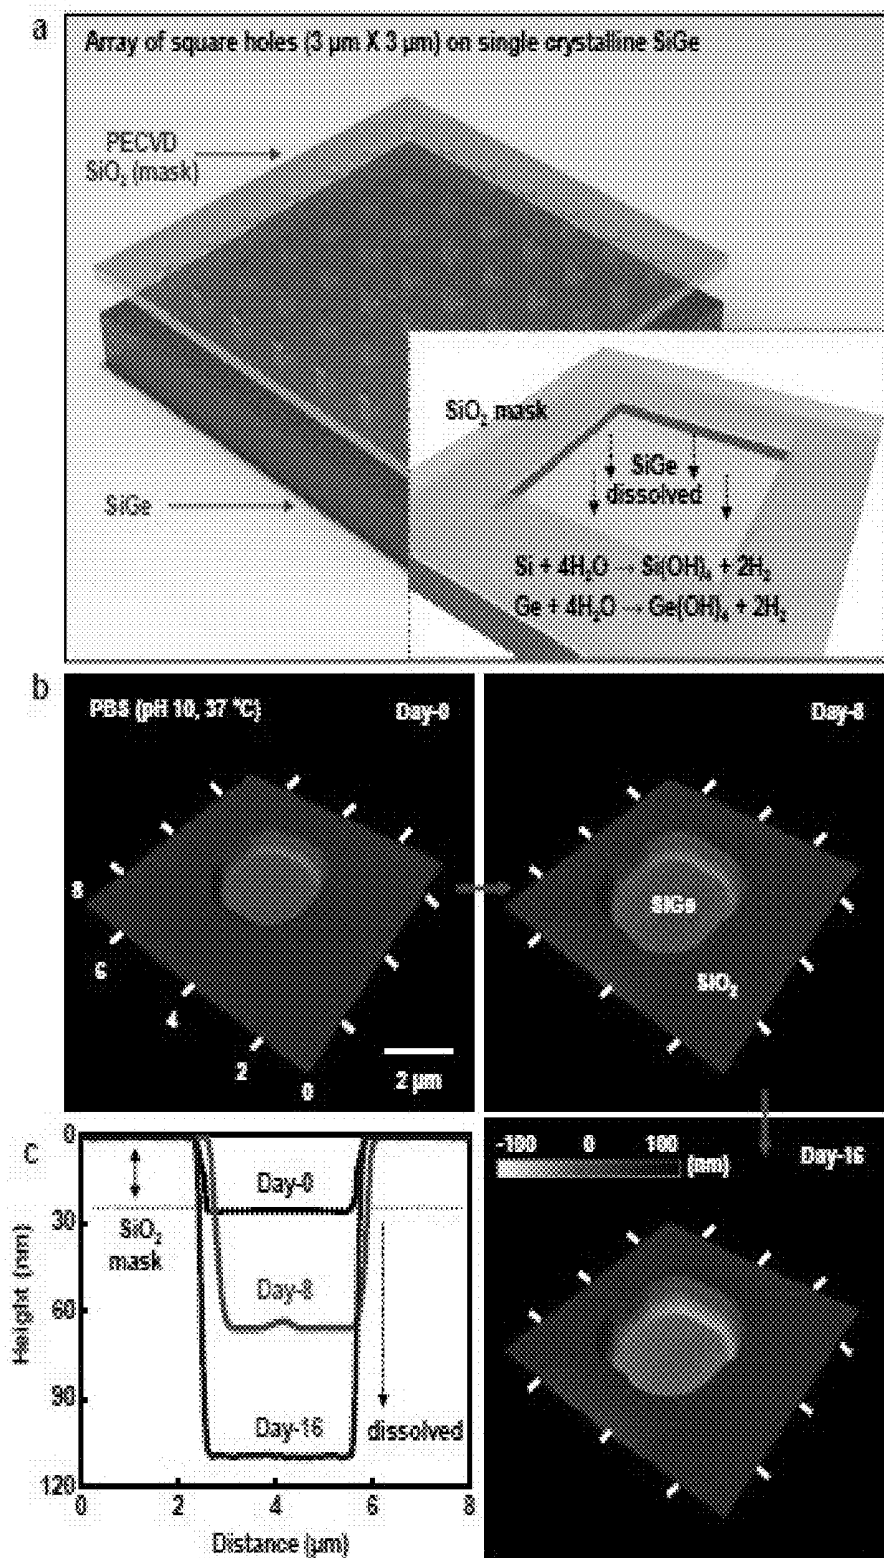 a
Array of square holes (3 μm X 3 μm) on single crystalline SiGe
PECVD
SiO₂ (mask)
SiO₂ mask
SiGe
dissolved
SiGe
Si + 4H₂O → Si(OH)₄ + 2H₂
Ge + 4H₂O → Ge(OH)₄ + 2H₂
b
PBS (pH 10, 37 °C)
Day-0
8
6
4
2
0
2 μm
Day-8
SiGe
SiO₂
c
0
30
60
90
120
Height (nm)
SiO₂
mask
Day-0
Day-8
Day-16
dissolved
0
2
4
6
8
Distance (μm)
-100 0 100
(nm)
Day-16